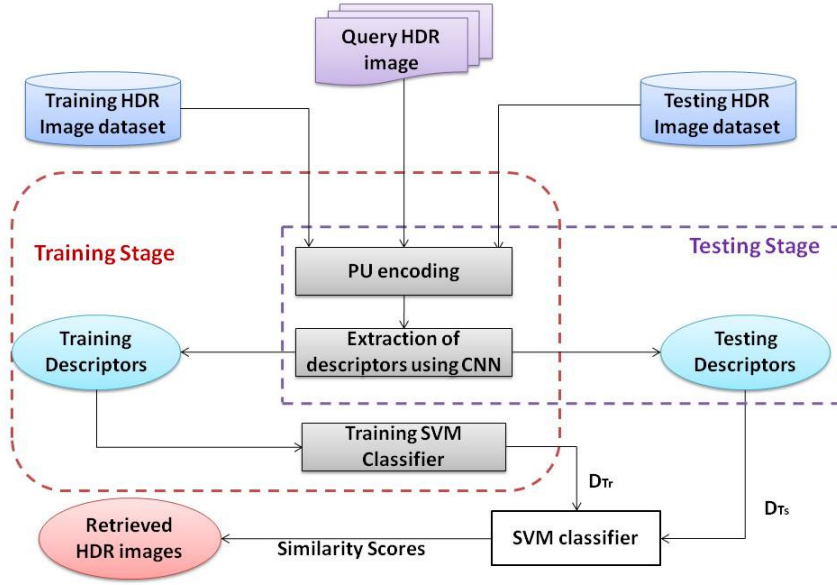 Query HDR
image
Training HDR
Image dataset
Testing HDR
Image dataset
Training Stage
Testing Stage
PU encoding
Training
Descriptors
Extraction of
descriptors using CNN
Testing
Descriptors
Training SVM
Classifier
DTr
DTs
Retrieved
HDR images
Similarity Scores
SVM classifier